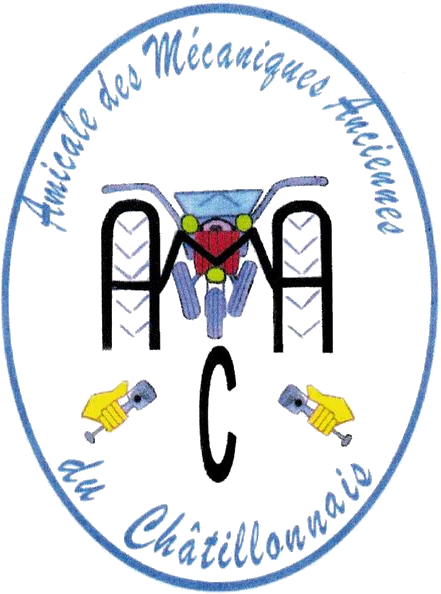 Amicale des Mécaniques Anciennes
AMA
C
du Châtillonnais